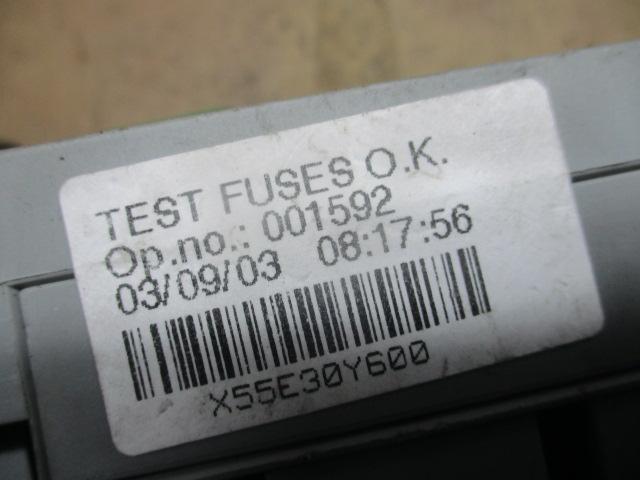 TEST FUSES O.K.
Op.no.: 001592
03/09/03 08:17:56
X55E30Y600